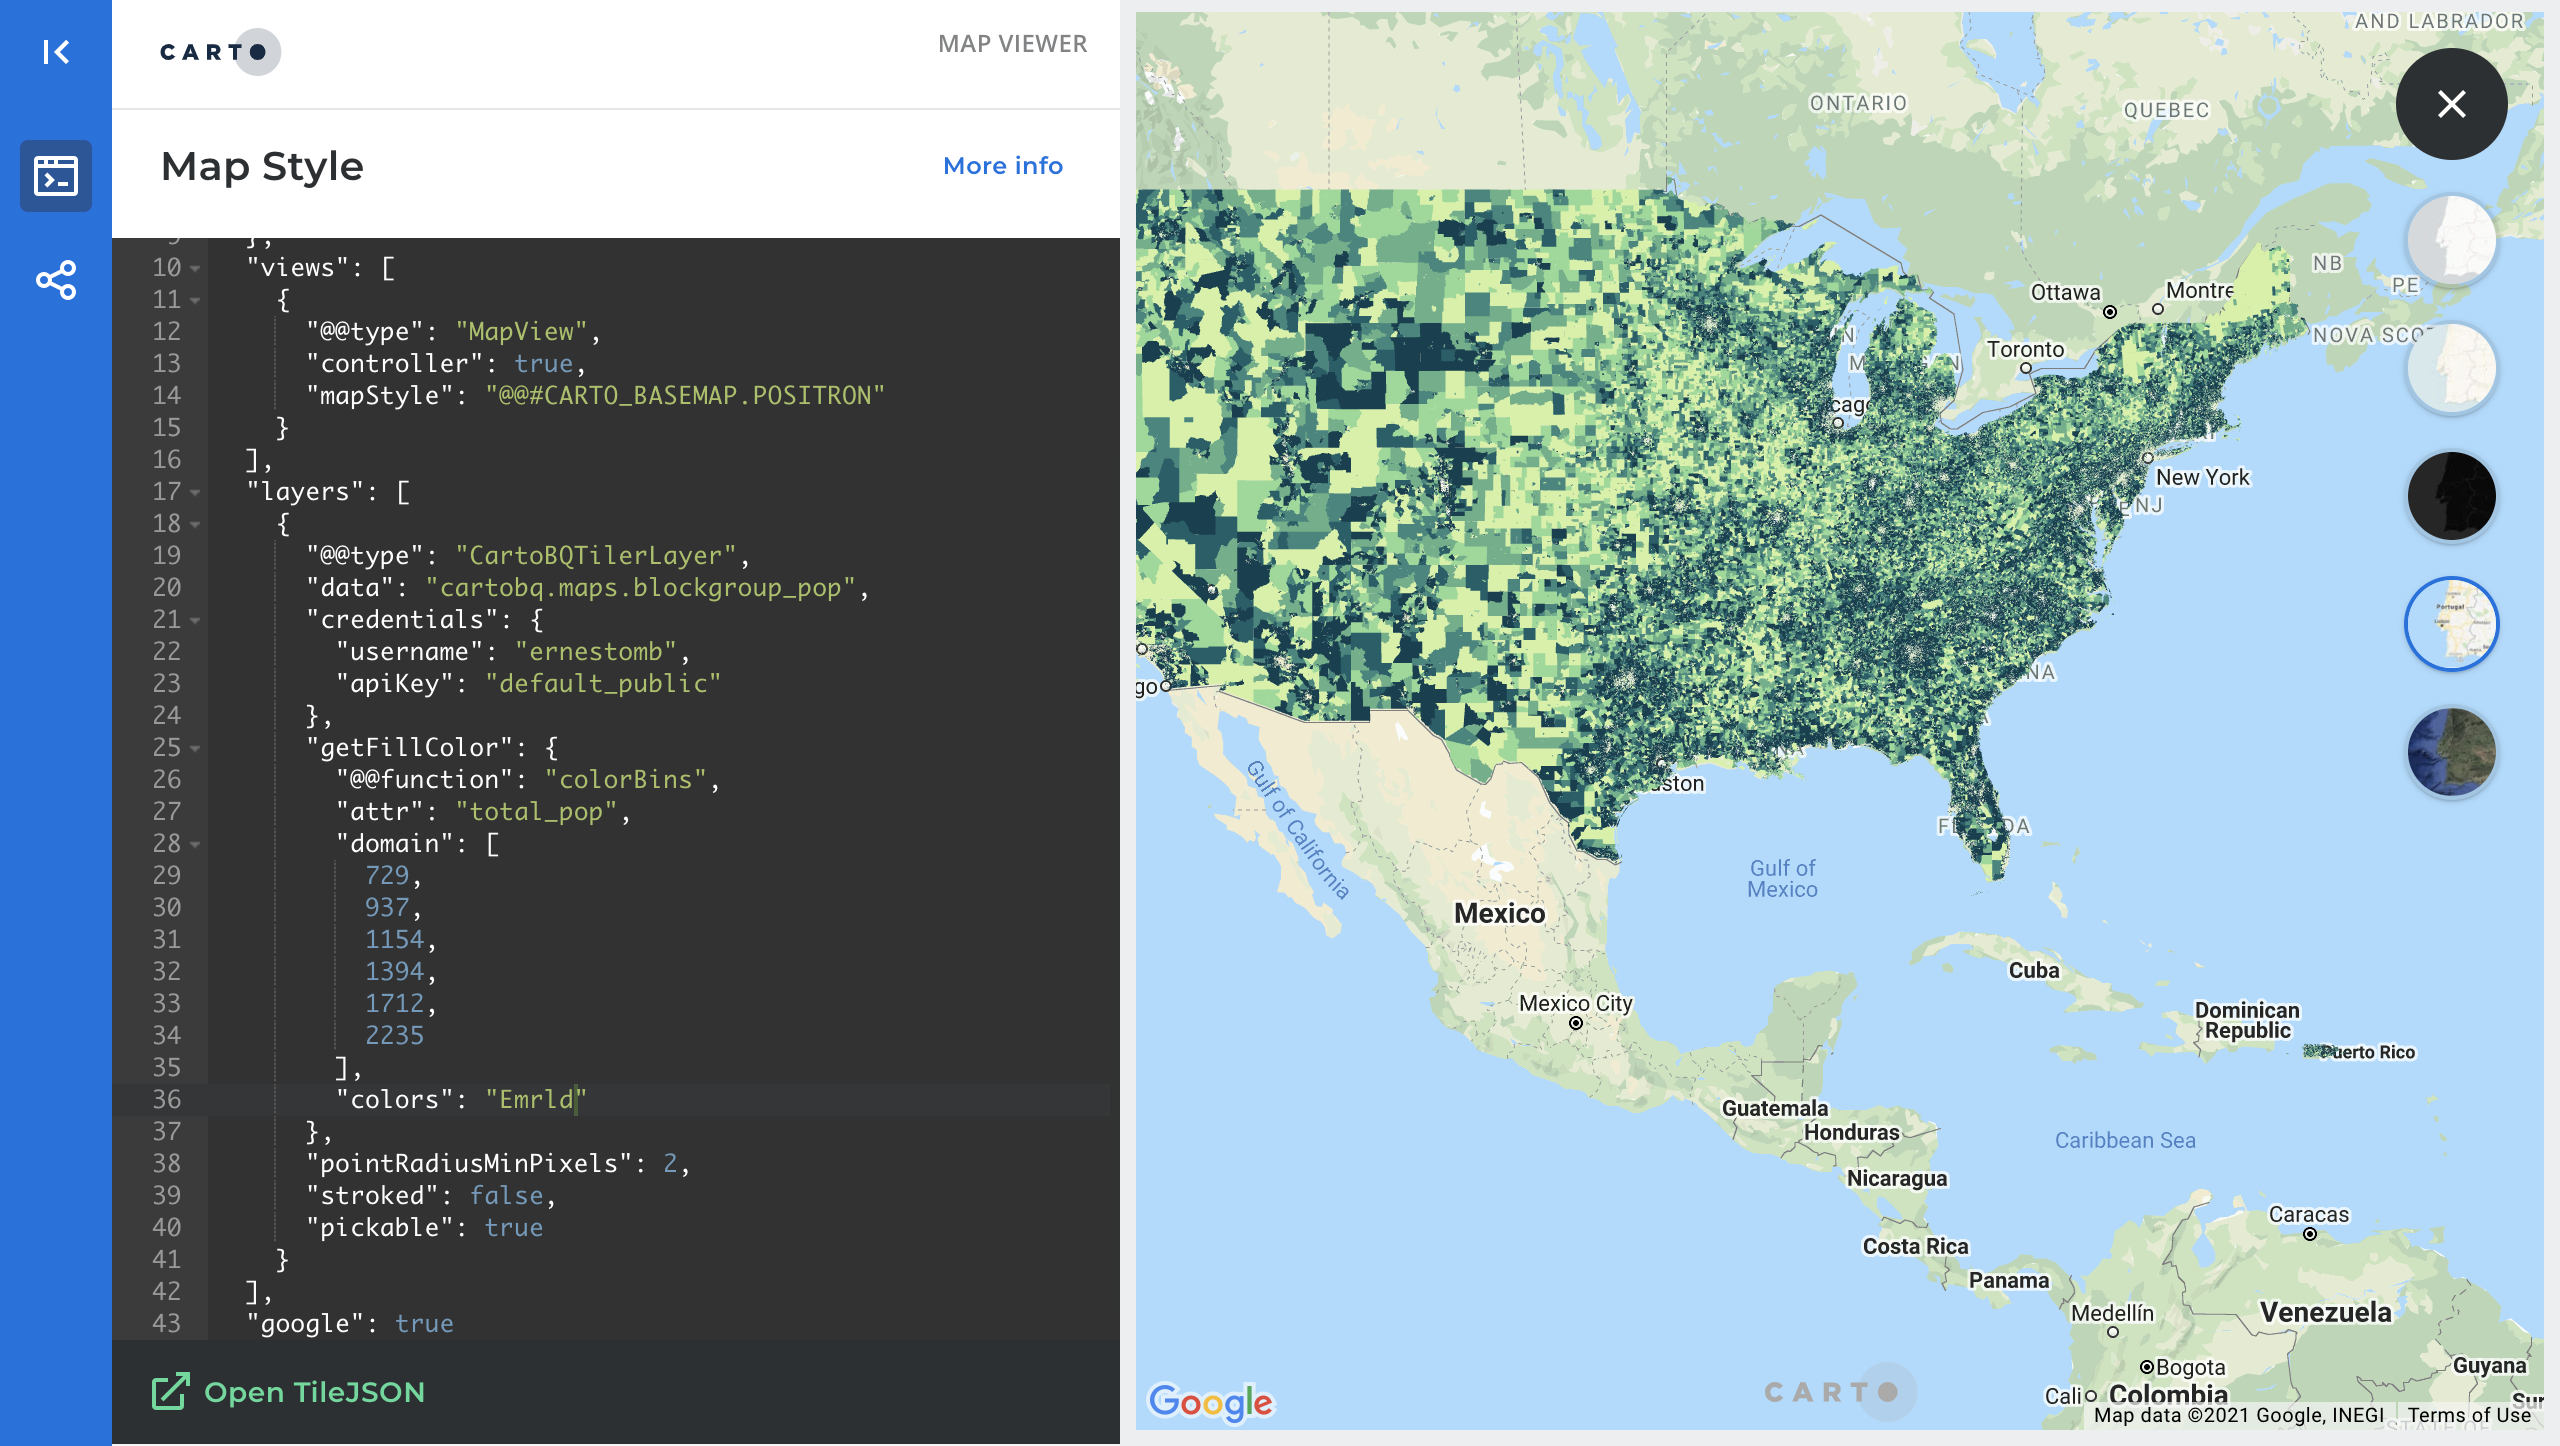 CARTO
MAP VIEWER
Map Style
More info
9 },
10 "views": [
11 {
12 "@@type": "MapView",
13 "controller": true,
14 "mapStyle": "@@#CARTO_BASEMAP.POSITRON"
15 }
16 ],
17 "layers": [
18 {
19 "@@type": "CartoBQTilerLayer",
20 "data": "cartobq.maps.blockgroup_pop",
21 "credentials": {
22 "username": "ernestomb",
23 "apiKey": "default_public"
24 },
25 "getFillColor": {
26 "@@function": "colorBins",
27 "attr": "total_pop",
28 "domain": [
29 729,
30 937,
31 1154,
32 1394,
33 1712,
34 2235
35 ],
36 "colors": "Emrld"
37 },
38 "pointRadiusMinPixels": 2,
39 "stroked": false,
40 "pickable": true
41 }
42 ],
43 "google": true
Open TileJSON
AND LABRADOR
ONTARIO
QUEBEC
NB
PE
Ottawa
Montre
NOVA SCOT
Toronto
cago
New York
NJ
NA
go
ston
Gulf of California
Gulf of
Mexico
Mexico
Cuba
Mexico City
Dominican
Republic
Puerto Rico
Guatemala
Honduras
Caribbean Sea
Nicaragua
Caracas
Costa Rica
Panama
Medellín
Venezuela
Bogota
Guyana
Cali
Colombia
Sur
Portugal
Google
CARTO
Map data ©2021 Google, INEGI
Terms of Use